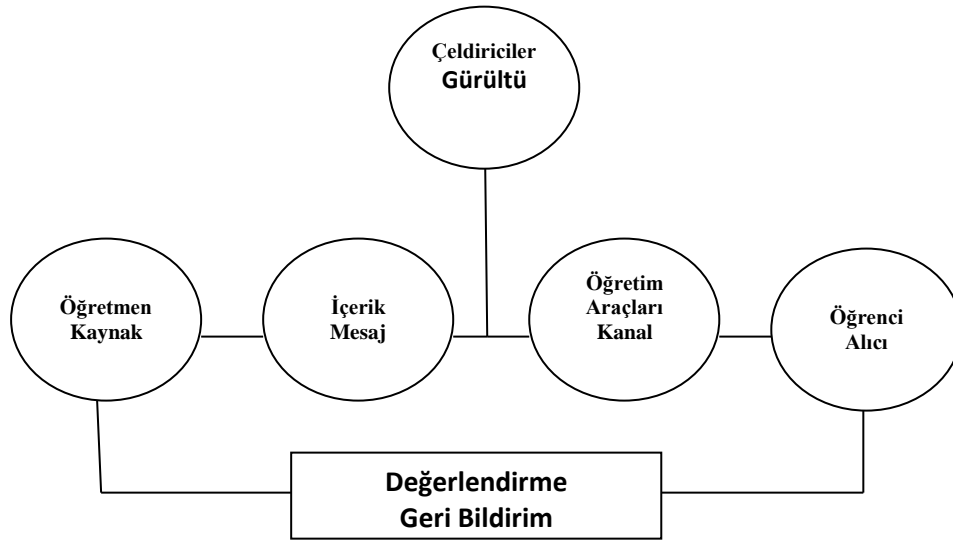 Çeldiriciler
Gürültü
Öğretmen
Kaynak
İçerik
Mesaj
Öğretim
Araçları
Kanal
Öğrenci
Alıcı
Değerlendirme
Geri Bildirim